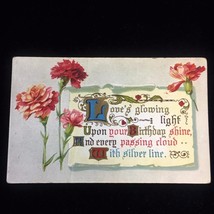 Love's glowing
light
Upon your Birthday shine,
And every passing cloud
With silver line.